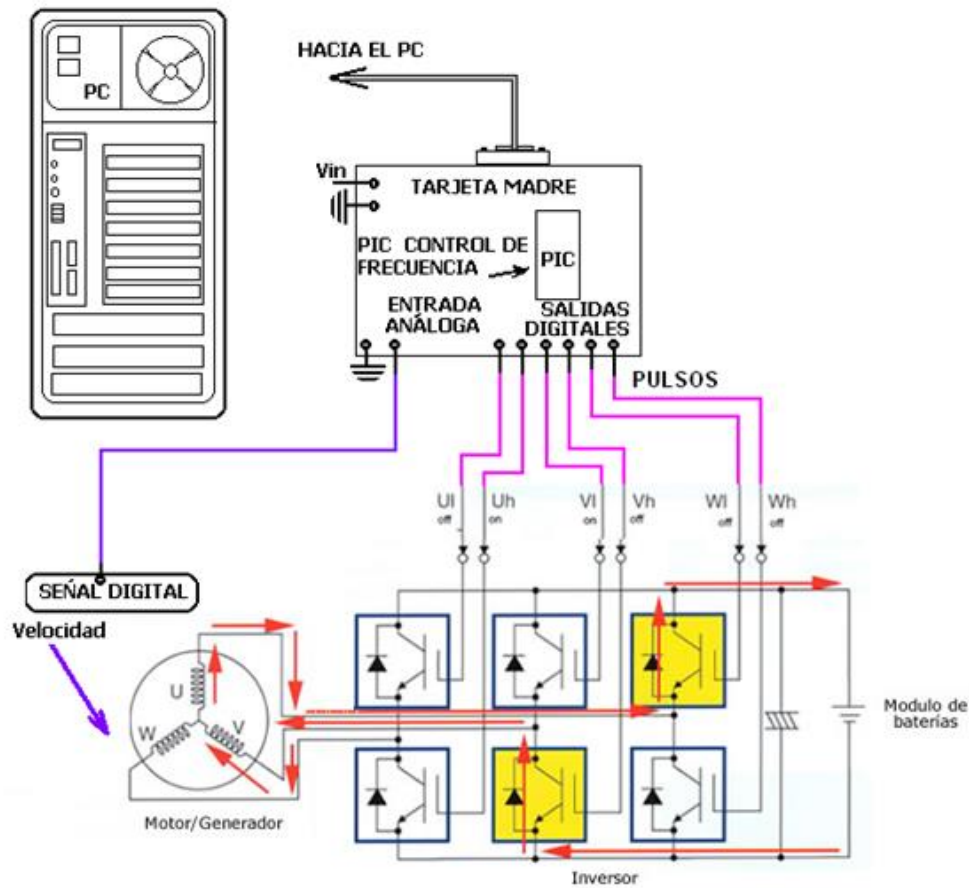 HACIA EL PC
PC
Vin
TARJETA MADRE
PIC CONTROL DE
FRECUENCIA
PIC
ENTRADA
ANÁLOGA
SALIDAS
DIGITALES
PULSOS
Ul
off
Uh
on
Vl
on
Vh
off
Wl
off
Wh
off
SEÑAL DIGITAL
Velocidad
U
W
V
Motor/Generador
Modulo de
baterías
Inversor